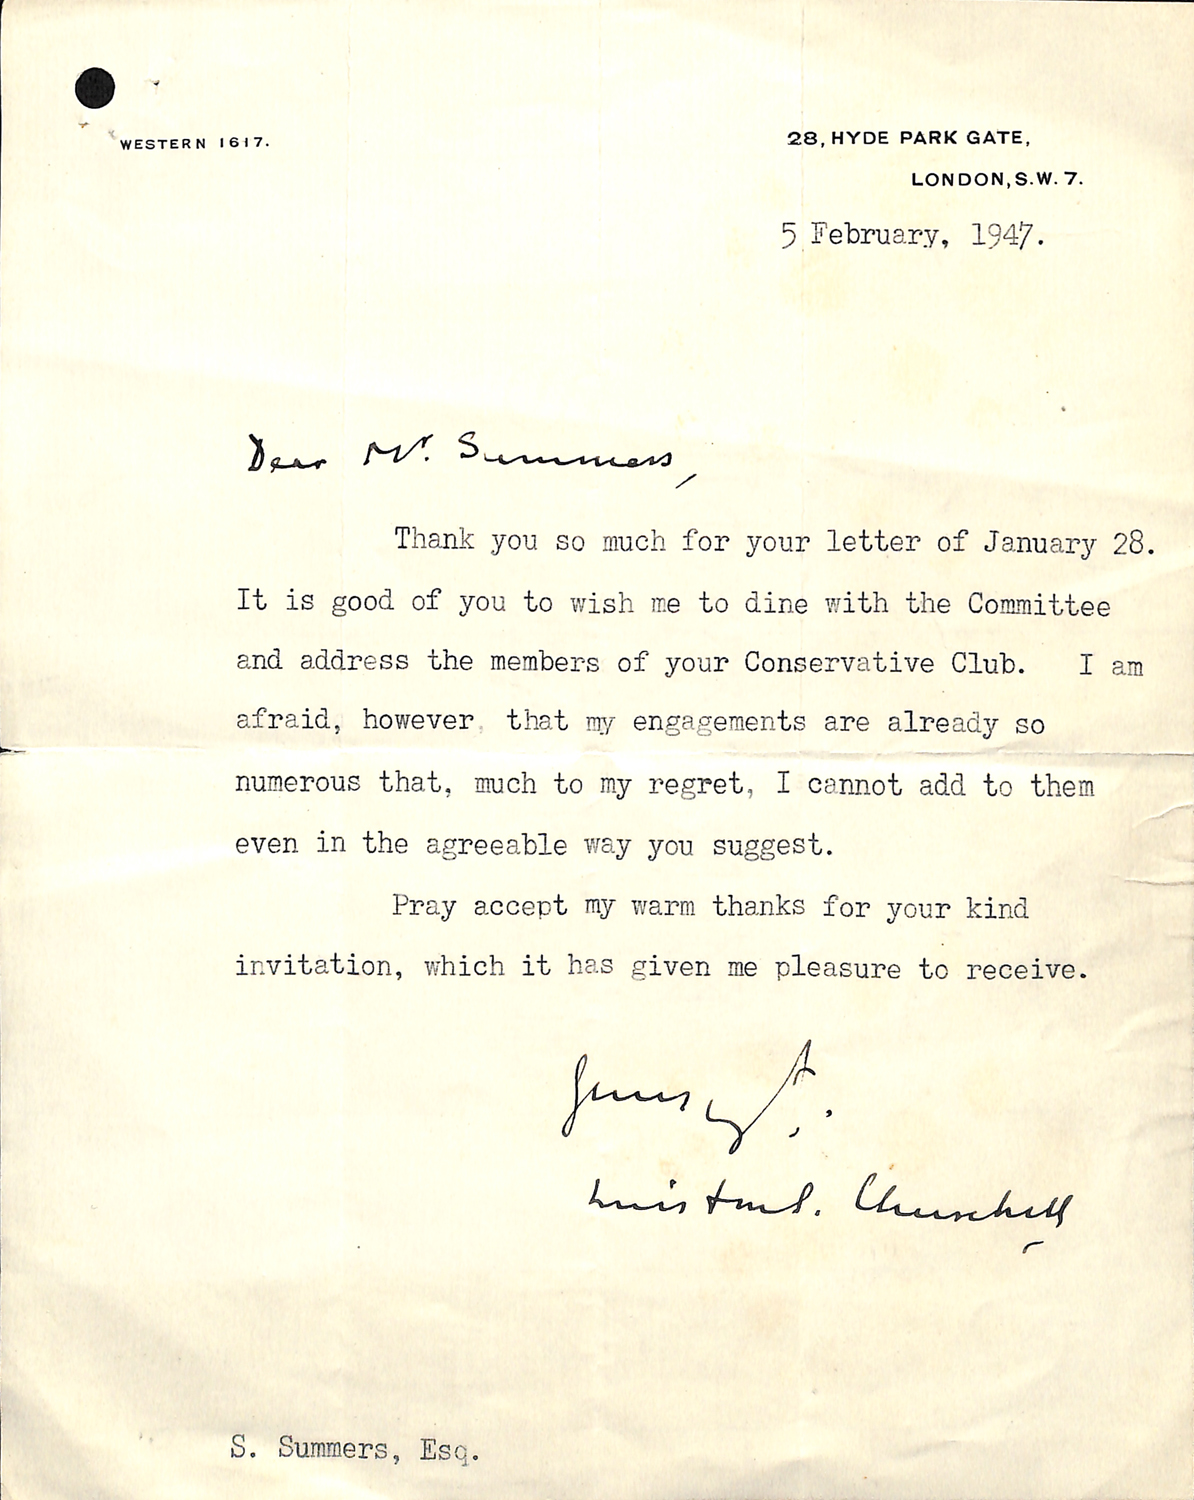 WESTERN 1617.
28, HYDE PARK GATE,
LONDON, S.W. 7.
5 February, 1947.
Dear Mr. Summers,
Thank you so much for your letter of January 28.
It is good of you to wish me to dine with the Committee
and address the members of your Conservative Club. I am
afraid, however, that my engagements are already so
numerous that, much to my regret, I cannot add to them
even in the agreeable way you suggest.
Pray accept my warm thanks for your kind
invitation, which it has given me pleasure to receive.
Yours
Winston S. Churchill
S. Summers, Esq.